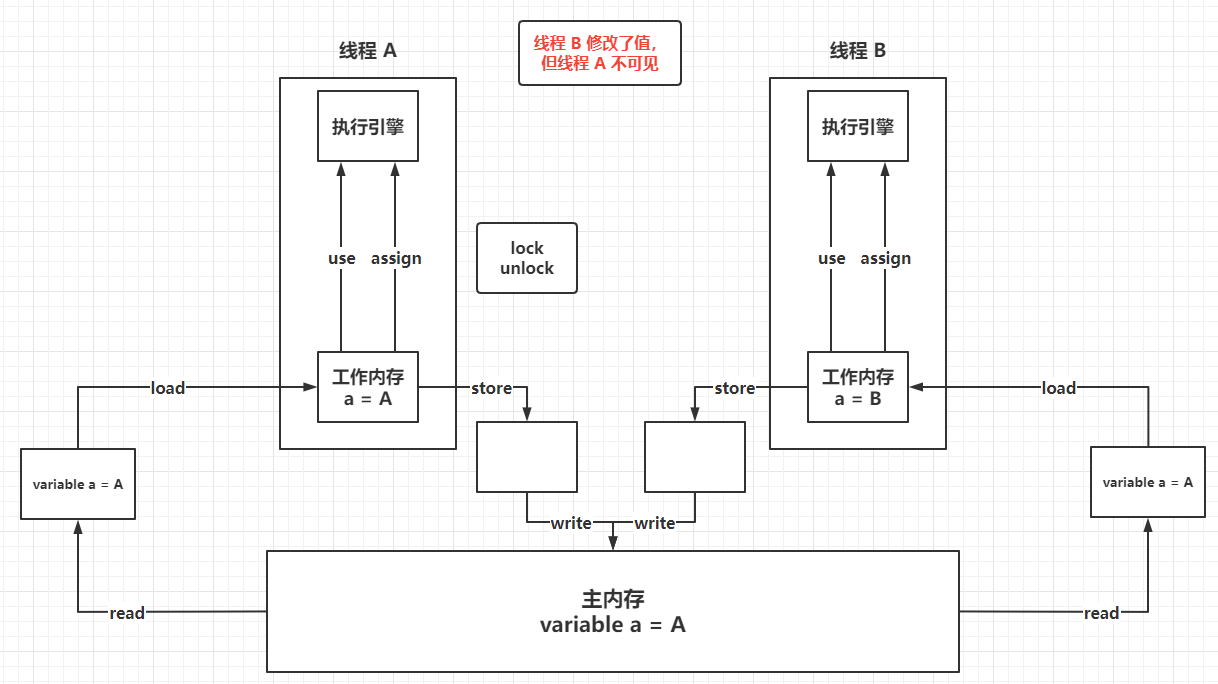 线程 A
线程 B 修改了值，
但线程 A 不可见
线程 B
执行引擎
执行引擎
lock
unlock
use
assign
use
assign
工作内存
a = A
工作内存
a = B
load
store
store
load
variable a = A
variable a = A
write
write
主内存
variable a = A
read
read